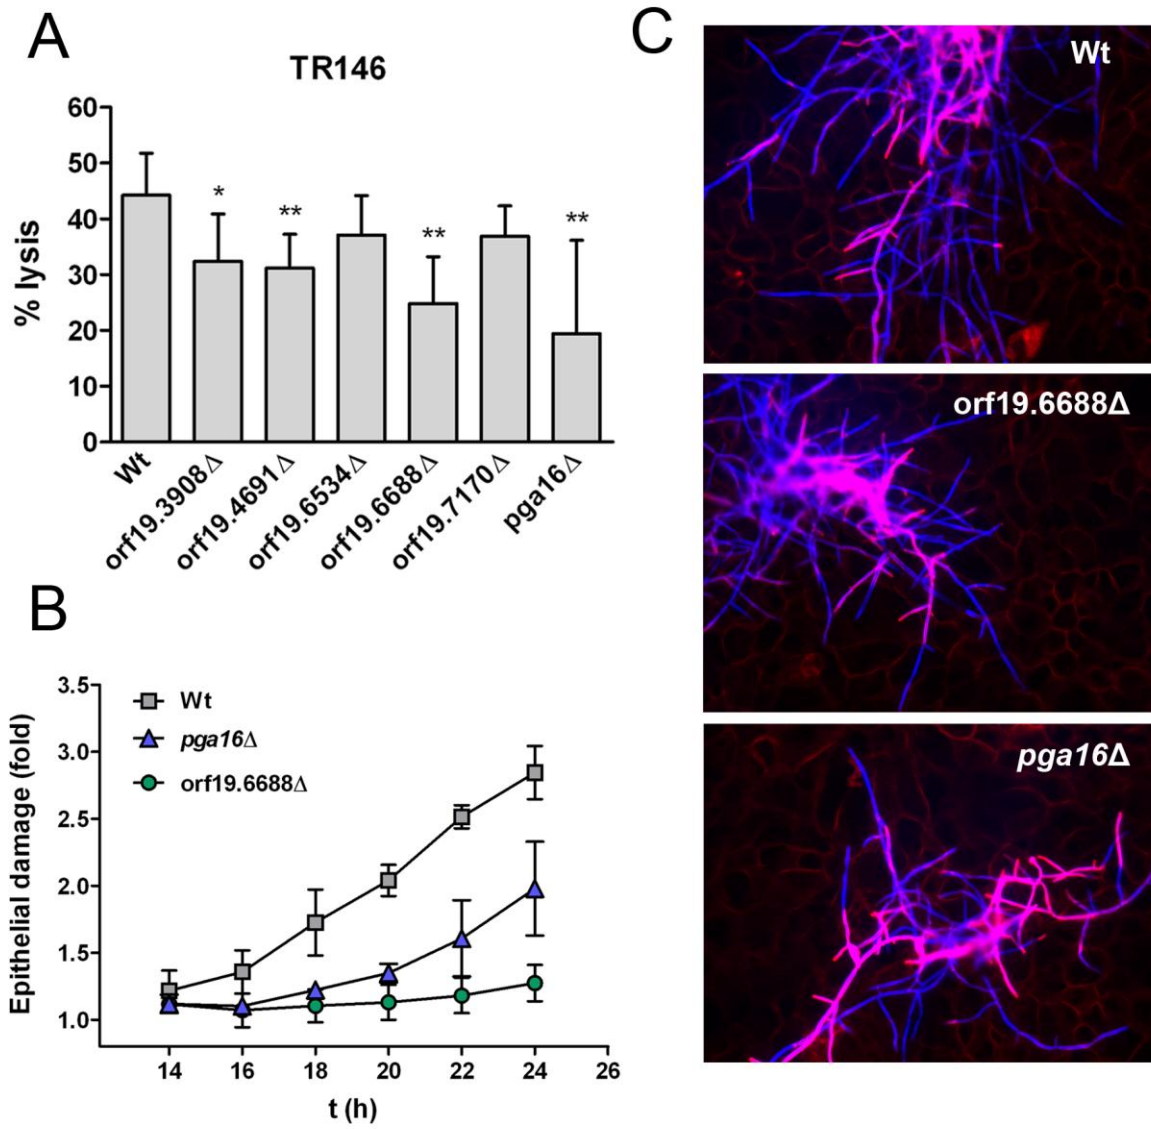 A
TR146
60
50
40
30
20
10
0
% lysis
*
**
**
**
Wt
orf19.3908Δ
orf19.4691Δ
orf19.6534Δ
orf19.6688Δ
orf19.7170Δ
pga16Δ
B
3.5
3.0
2.5
2.0
1.5
1.0
Epithelial damage (fold)
Wt
pga16Δ
orf19.6688Δ
14 16 18 20 22 24 26
t (h)
C
Wt
orf19.6688Δ
pga16Δ